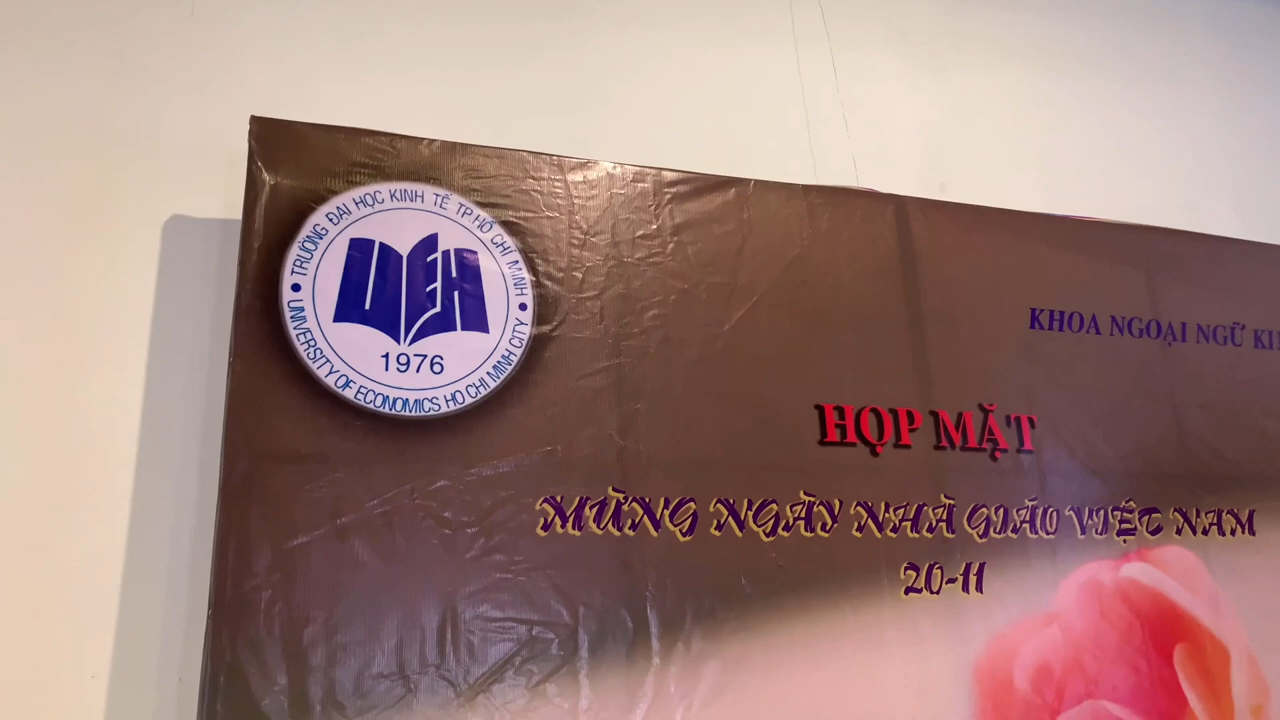 TRƯỜNG ĐẠI HỌC KINH TẾ TP.HỒ CHÍ MINH
UEH
1976
UNIVERSITY OF ECONOMICS HO CHI MINH CITY
KHOA NGOẠI NGỮ
HỌP MẶT
MỪNG NGÀY NHÀ GIÁO VIỆT NAM
20-11